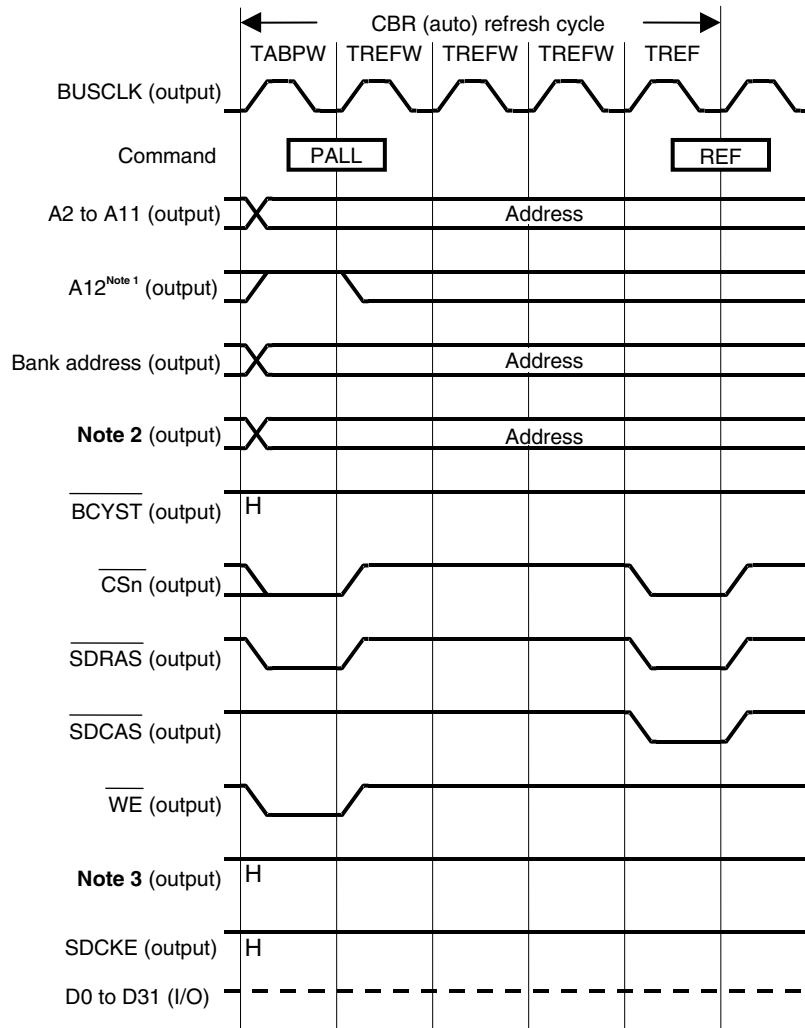 CBR (auto) refresh cycle
TABPW TREFW TREFW TREFW TREF
BUSCLK (output)
Command PALL REF
A2 to A11 (output) Address
A12Note 1 (output)
Bank address (output) Address
Note 2 (output) Address
BCYST (output) H
CSn (output)
SDRAS (output)
SDCAS (output)
WE (output)
Note 3 (output) H
SDCKE (output) H
D0 to D31 (I/O)